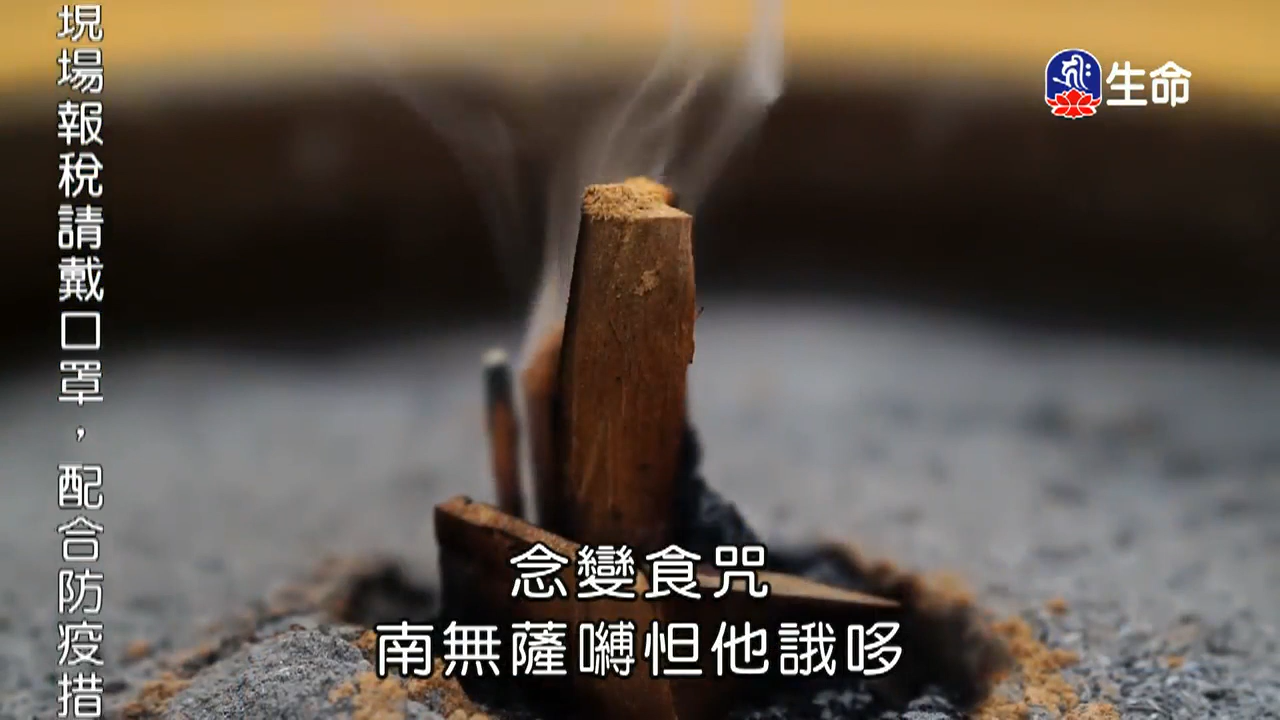 現場報稅請戴口罩，配合防疫措
生命
念變食咒
南無薩嚩怛他誐哆